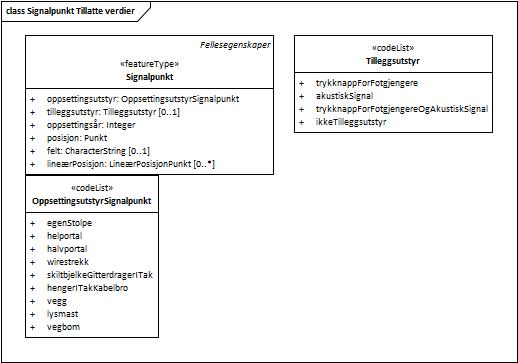 class Signalpunkt Tillatte verdier
Fellesegenskaper
«featureType»
Signalpunkt
+ oppsettingsutstyr: OppsettingsutstyrSignalpunkt
+ tilleggsutstyr: Tilleggsutstyr [0..1]
+ oppsettingsår: Integer
+ posisjon: Punkt
+ felt: CharacterString [0..1]
+ lineærPosisjon: LineærPosisjonPunkt [0..*]
«codeList»
Tilleggsutstyr
+ trykknappForFotgjengere
+ akustiskSignal
+ trykknappForFotgjengereOgAkustiskSignal
+ ikkeTilleggsutstyr
«codeList»
OppsettingsutstyrSignalpunkt
+ egenStolpe
+ helportal
+ halvportal
+ wirestrekk
+ skiltbjelkeGitterdragerITak
+ hengerITakKabelbro
+ vegg
+ lysmast
+ vegbom